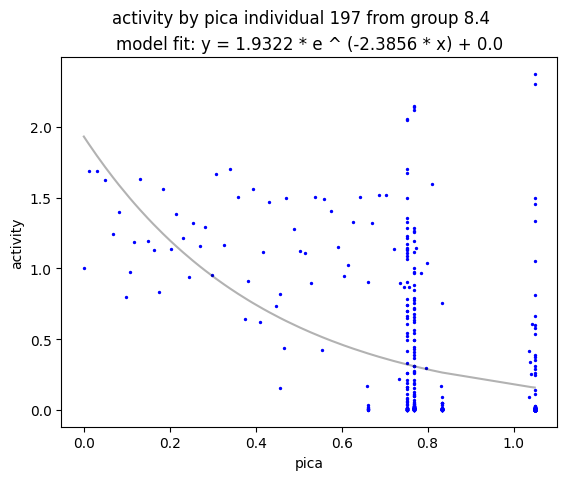 activity by pica individual 197 from group 8.4
model fit: y = 1.9322 * e ^ (-2.3856 * x) + 0.0
2.0
1.5
1.0
0.5
0.0
activity
0.0 0.2 0.4 0.6 0.8 1.0
pica